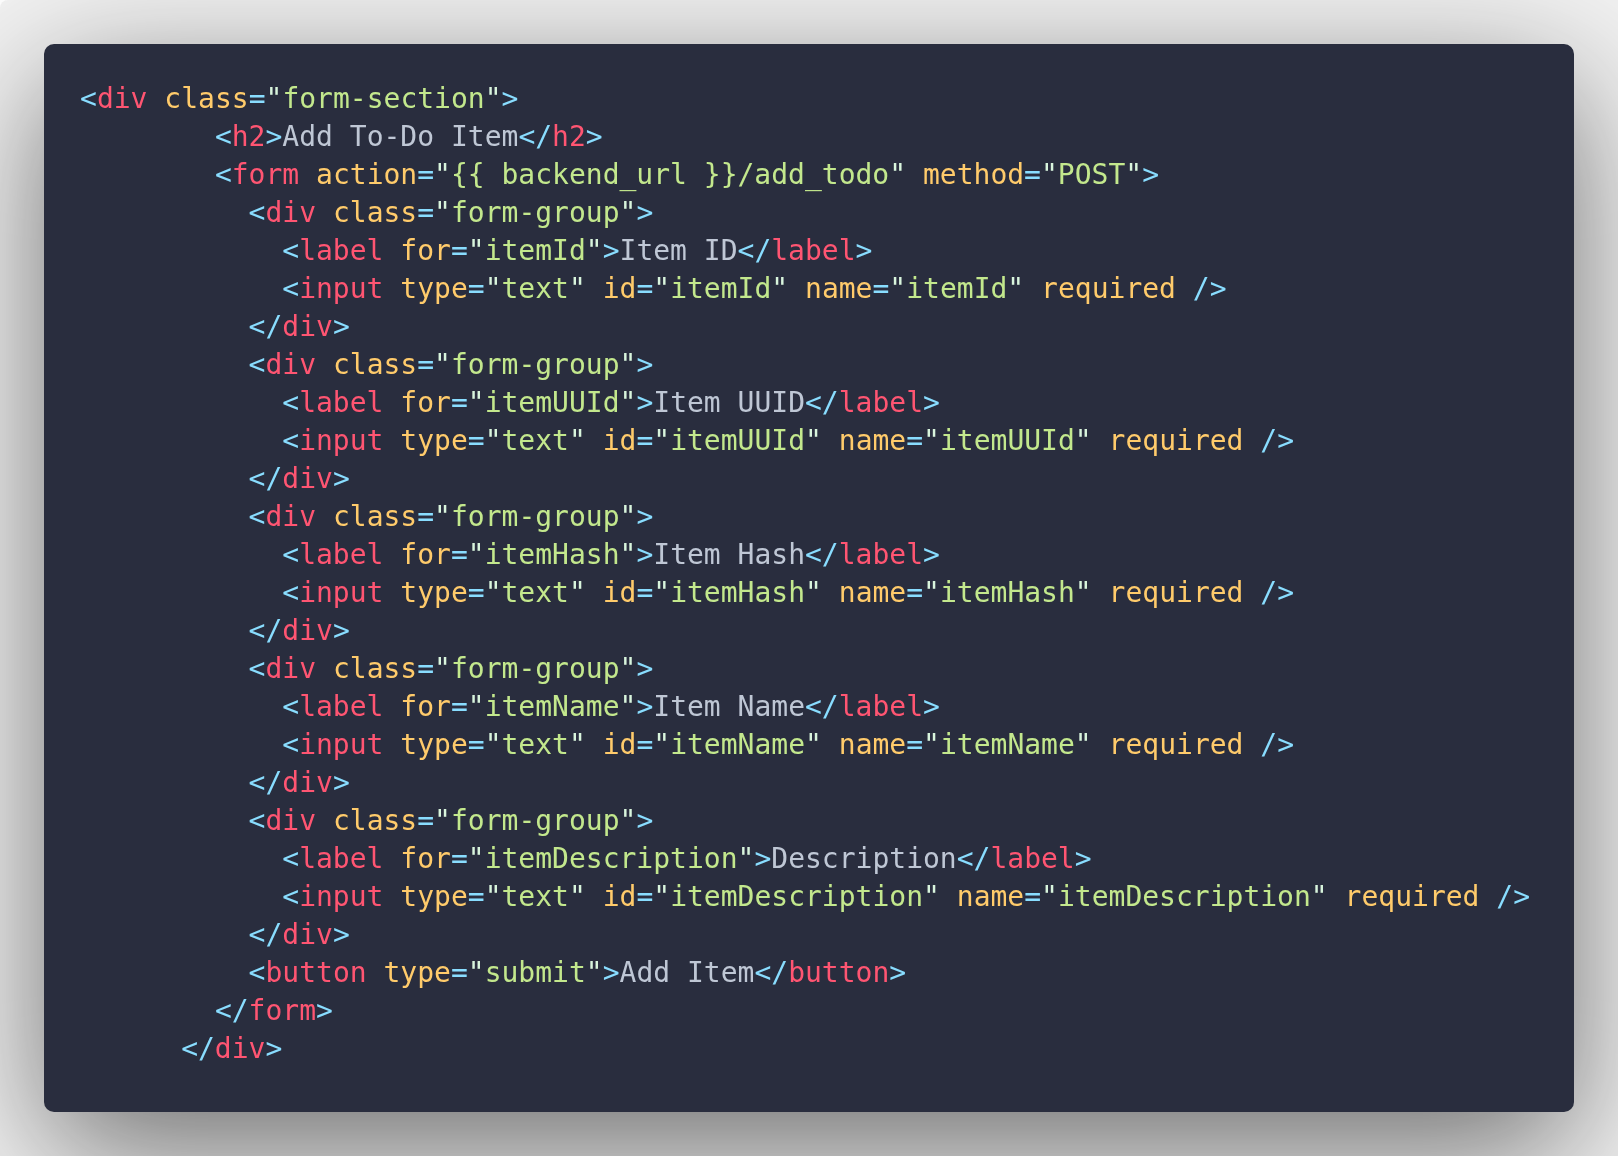 <div class="form-section">
        <h2>Add To-Do Item</h2>
        <form action="{{ backend_url }}/add_todo" method="POST">
          <div class="form-group">
            <label for="itemId">Item ID</label>
            <input type="text" id="itemId" name="itemId" required />
          </div>
          <div class="form-group">
            <label for="itemUUId">Item UUID</label>
            <input type="text" id="itemUUId" name="itemUUId" required />
          </div>
          <div class="form-group">
            <label for="itemHash">Item Hash</label>
            <input type="text" id="itemHash" name="itemHash" required />
          </div>
          <div class="form-group">
            <label for="itemName">Item Name</label>
            <input type="text" id="itemName" name="itemName" required />
          </div>
          <div class="form-group">
            <label for="itemDescription">Description</label>
            <input type="text" id="itemDescription" name="itemDescription" required />
          </div>
          <button type="submit">Add Item</button>
        </form>
      </div>